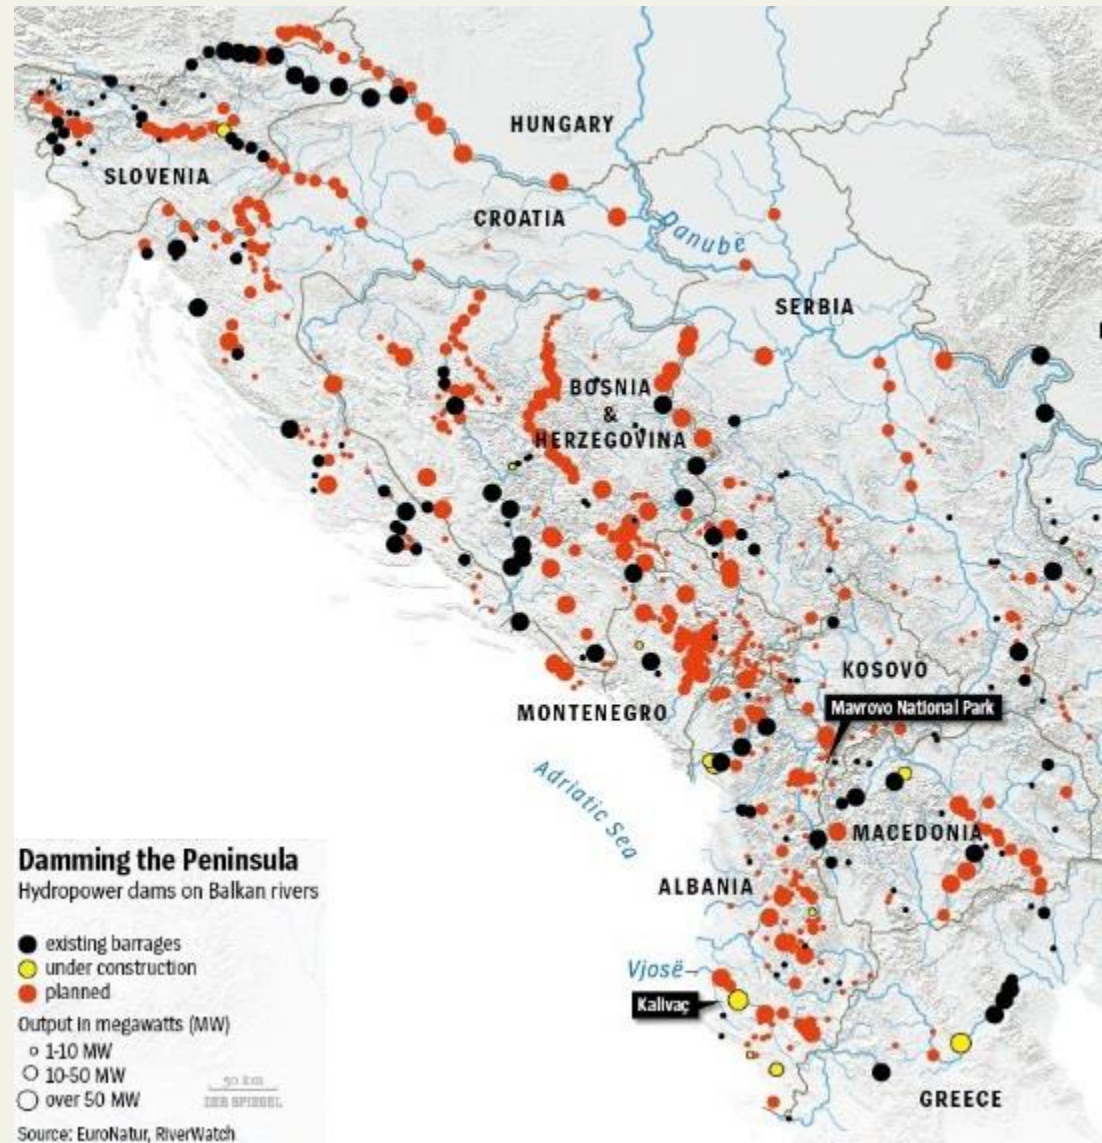 HUNGARY
SLOVENIA
CROATIA
Danube
SERBIA
BOSNIA
&
HERZEGOVINA
KOSOVO
Mavrovo National Park
MONTENEGRO
Adriatic Sea
MACEDONIA
ALBANIA
Vjosë
Kalivaç
GREECE
Damming the Peninsula
Hydropower dams on Balkan rivers
existing barrages
under construction
planned
Output in megawatts (MW)
1-10 MW
10-50 MW
over 50 MW
50 km
DER SPIEGEL
Source: EuroNatur, RiverWatch